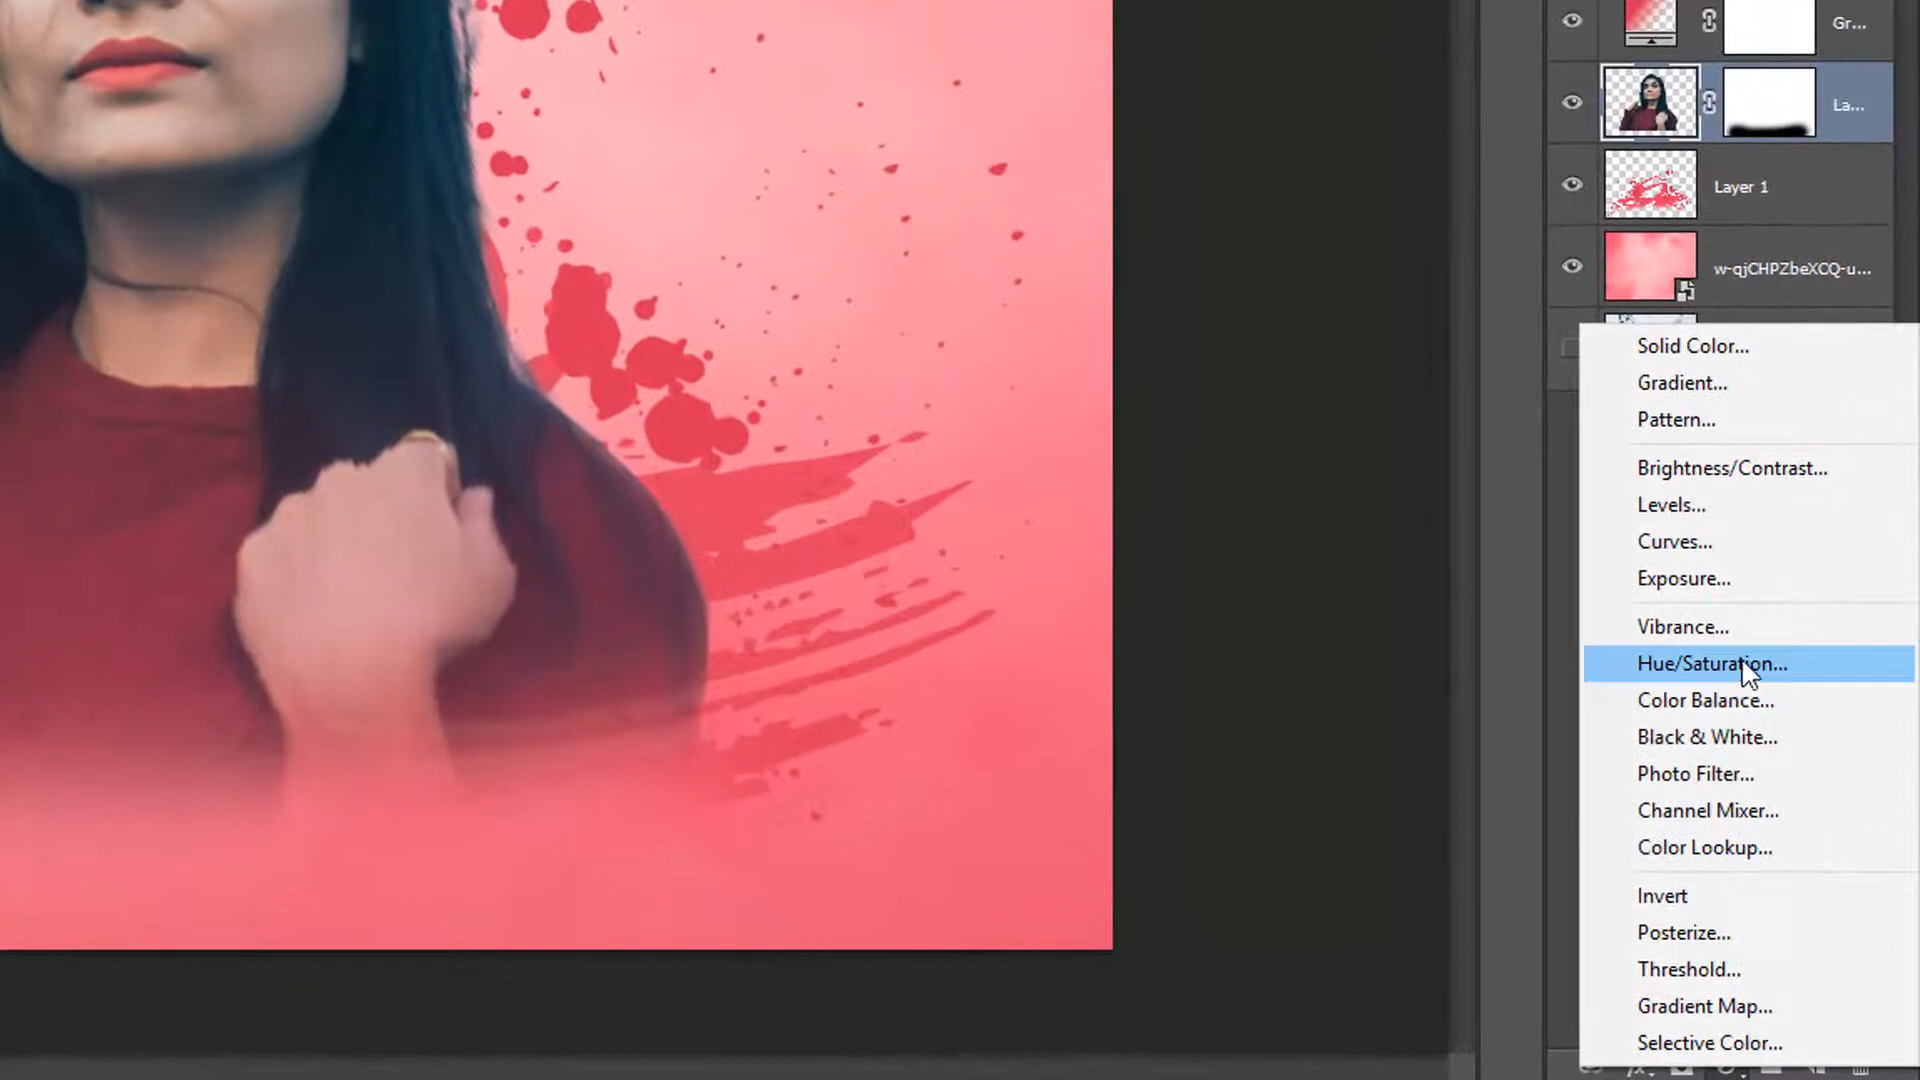 Gr...
La...
Layer 1
w-qjCHPZbeXCQ-u...
Solid Color...
Gradient...
Pattern...
Brightness/Contrast...
Levels...
Curves...
Exposure...
Vibrance...
Hue/Saturation...
Color Balance...
Black & White...
Photo Filter...
Channel Mixer...
Color Lookup...
Invert
Posterize...
Threshold...
Gradient Map...
Selective Color...